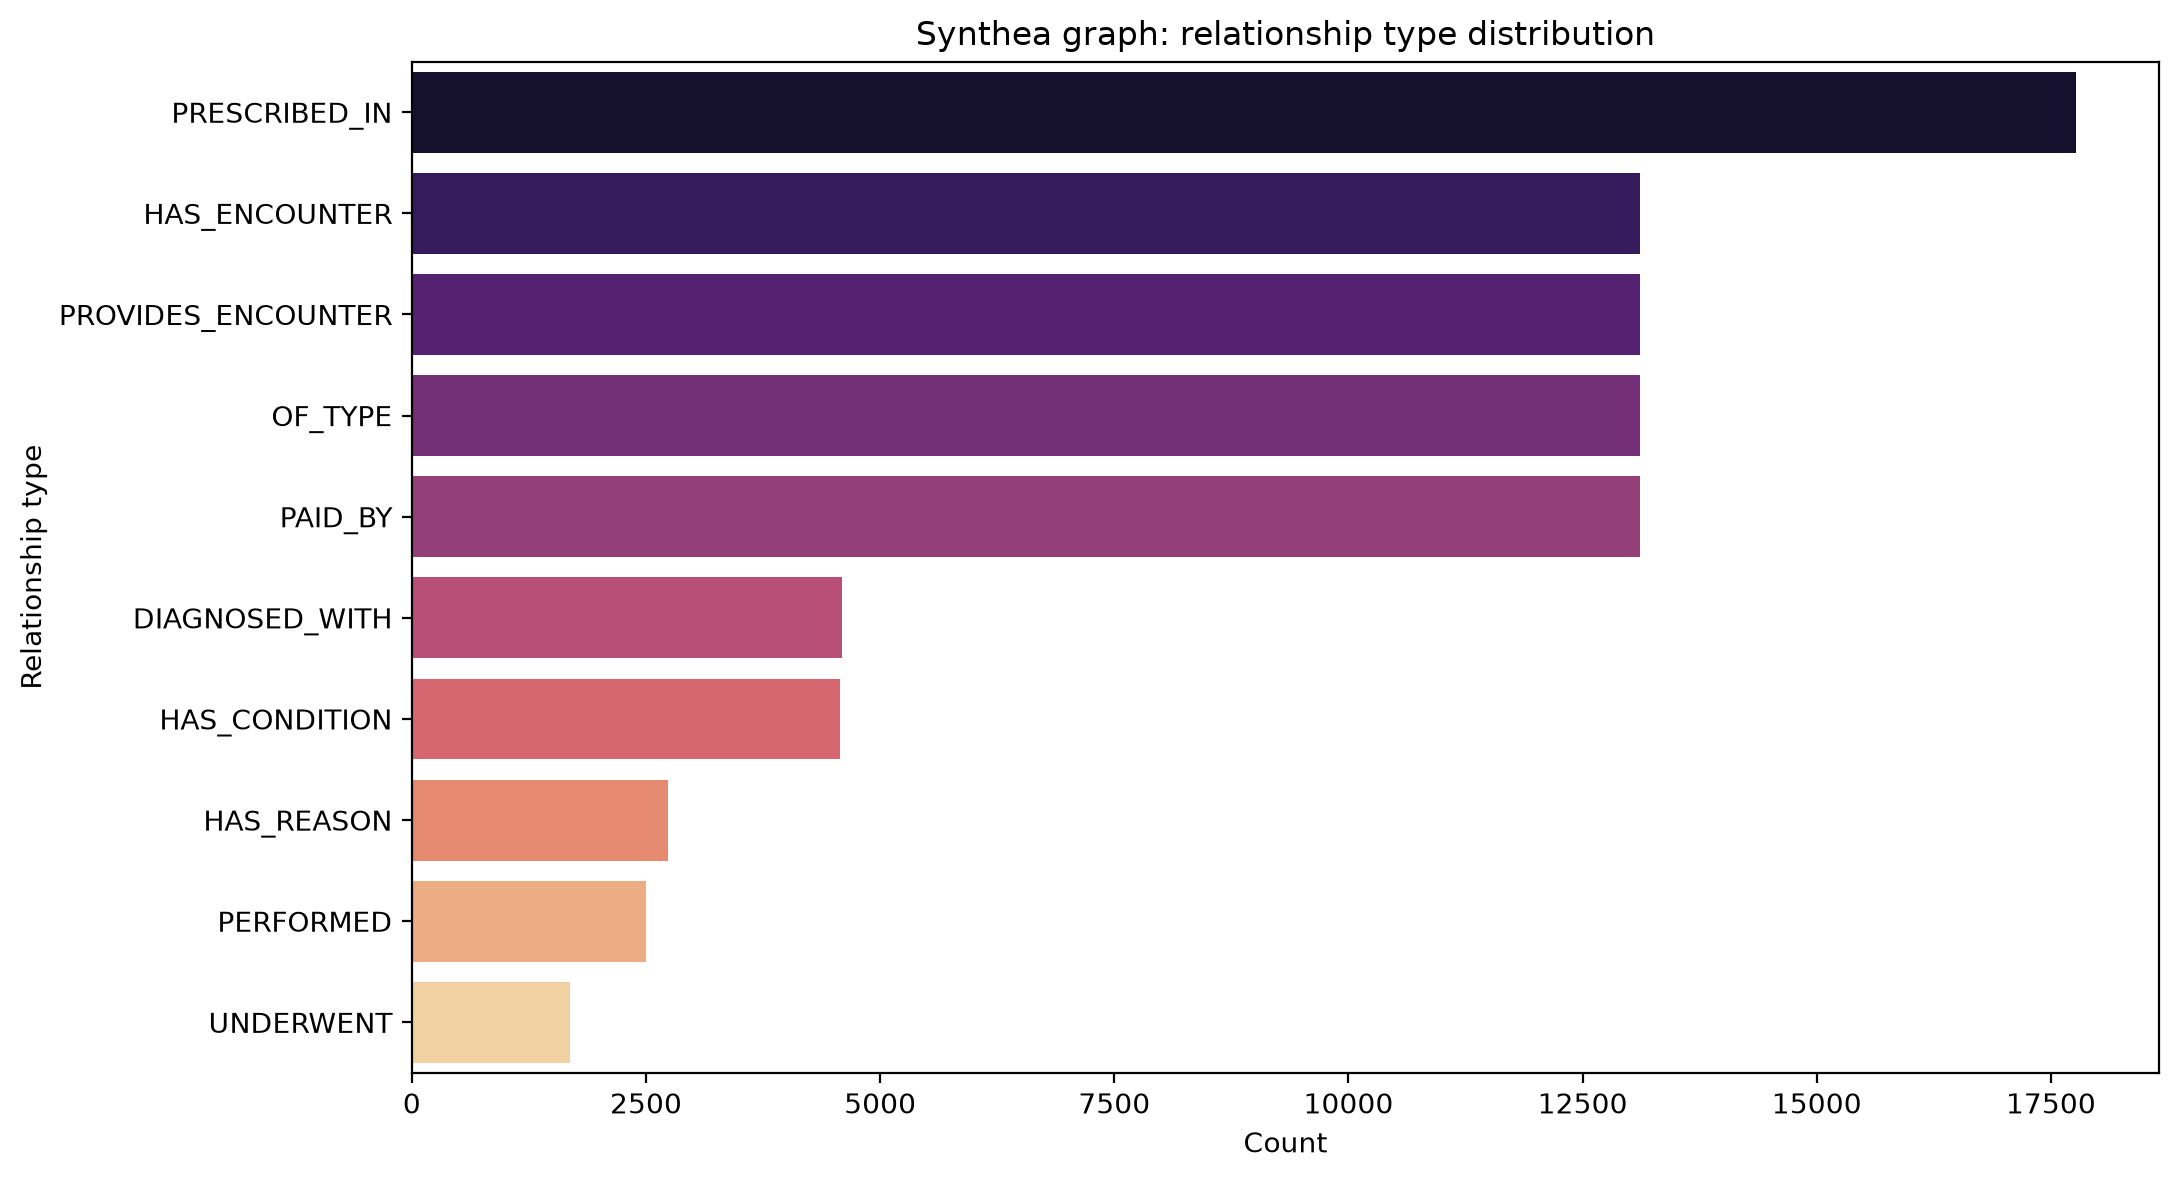 Synthea graph: relationship type distribution
Relationship type
PRESCRIBED_IN
HAS_ENCOUNTER
PROVIDES_ENCOUNTER
OF_TYPE
PAID_BY
DIAGNOSED_WITH
HAS_CONDITION
HAS_REASON
PERFORMED
UNDERWENT
0 2500 5000 7500 10000 12500 15000 17500
Count